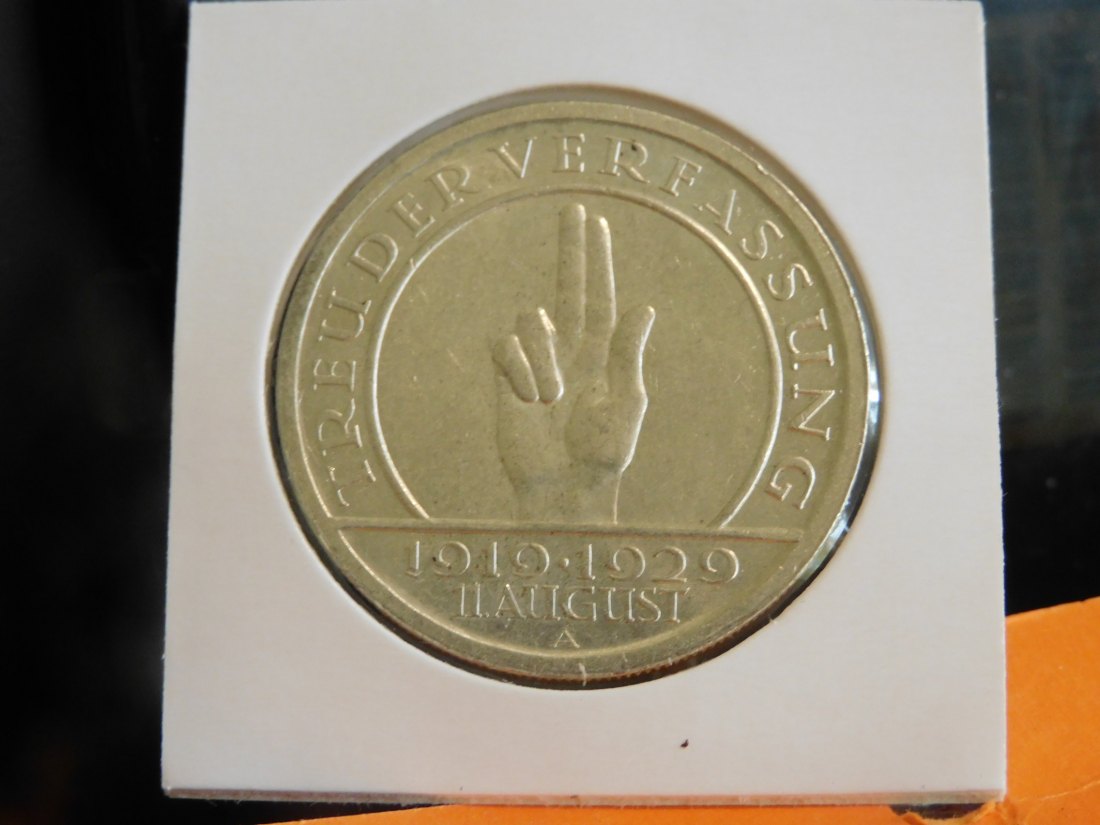 TREU DER VERFASSUNG
1919·1929
11. AUGUST
A